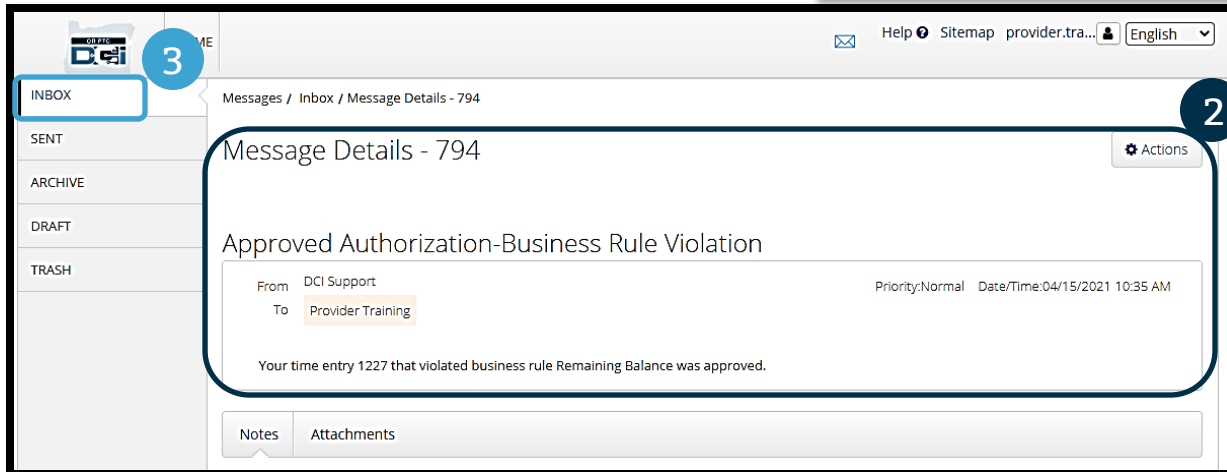 OR PTC
DCi
ME
Help Sitemap provider.tra... English
3
INBOX
Messages / Inbox / Message Details - 794
2
SENT
Message Details - 794
Actions
ARCHIVE
DRAFT
Approved Authorization-Business Rule Violation
TRASH
From DCI Support
Priority:Normal Date/Time:04/15/2021 10:35 AM
To Provider Training
Your time entry 1227 that violated business rule Remaining Balance was approved.
Notes Attachments